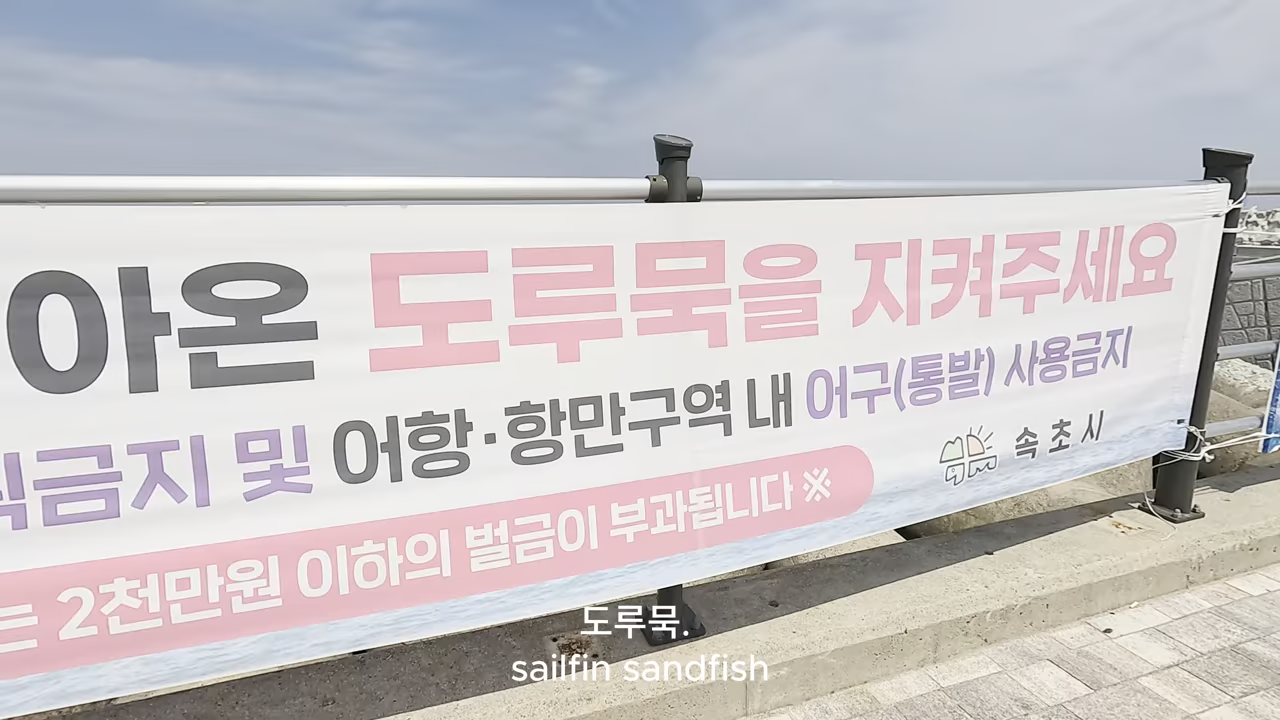 아온 도루묵을 지켜주세요
금지 및 어항·항만구역 내 어구(통발) 사용금지
는 2천만원 이하의 벌금이 부과됩니다 ※
속초시
도루묵.
sailfin sandfish